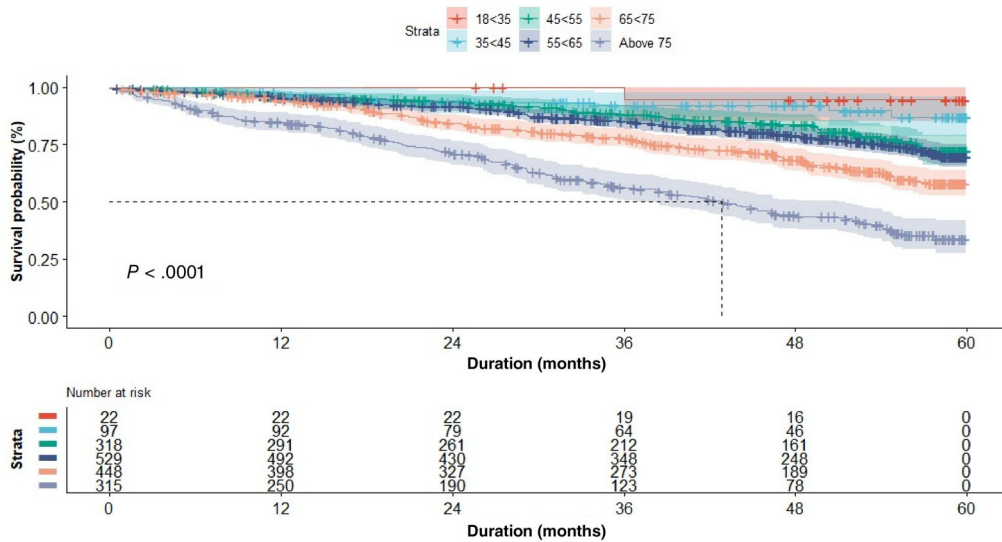 Strata
18<35 45<55 65<75
35<45 55<65 Above 75
Survival probability (%)
1.00
0.75
0.50
0.25
0.00
P < .0001
0 12 24 36 48 60
Duration (months)
Number at risk
Strata
22 22 22 19 16 0
97 92 79 64 46 0
318 291 261 212 161 0
529 492 430 348 248 0
448 398 327 273 189 0
315 250 190 123 78 0
0 12 24 36 48 60
Duration (months)